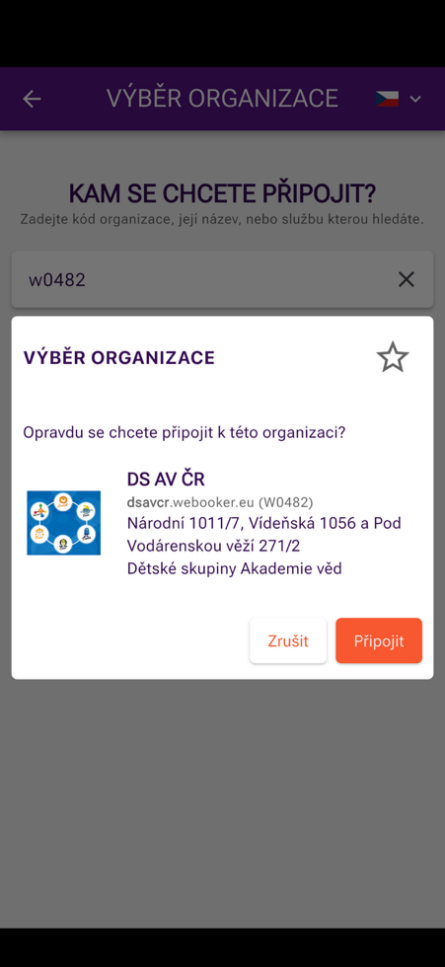 VÝBĚR ORGANIZACE
KAM SE CHCETE PŘIPOJIT?
Zadejte kód organizace, její název, nebo službu kterou hledáte.
w0482
VÝBĚR ORGANIZACE
Opravdu se chcete připojit k této organizaci?
DS AV ČR
dsavcr.webooker.eu (W0482)
Národní 1011/7, Vídeňská 1056 a Pod
Vodárenskou věží 271/2
Dětské skupiny Akademie věd
Zrušit
Připojit